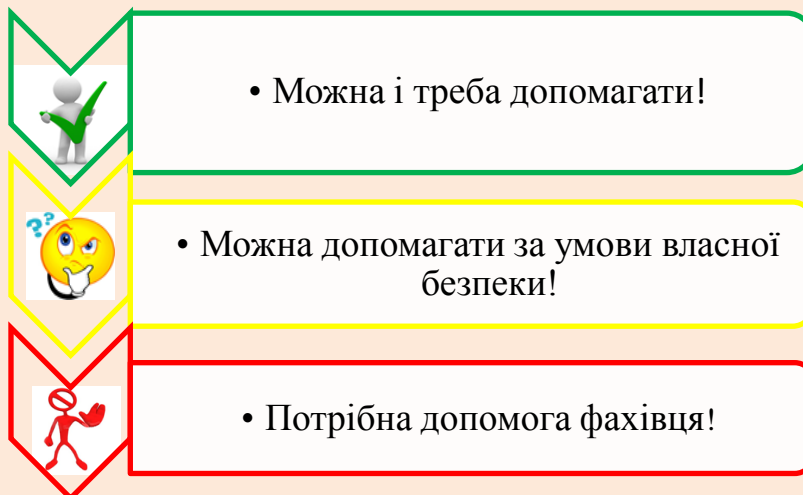 • Можна і треба допомагати!
??
• Можна допомагати за умови власної
безпеки!
• Потрібна допомога фахівця!